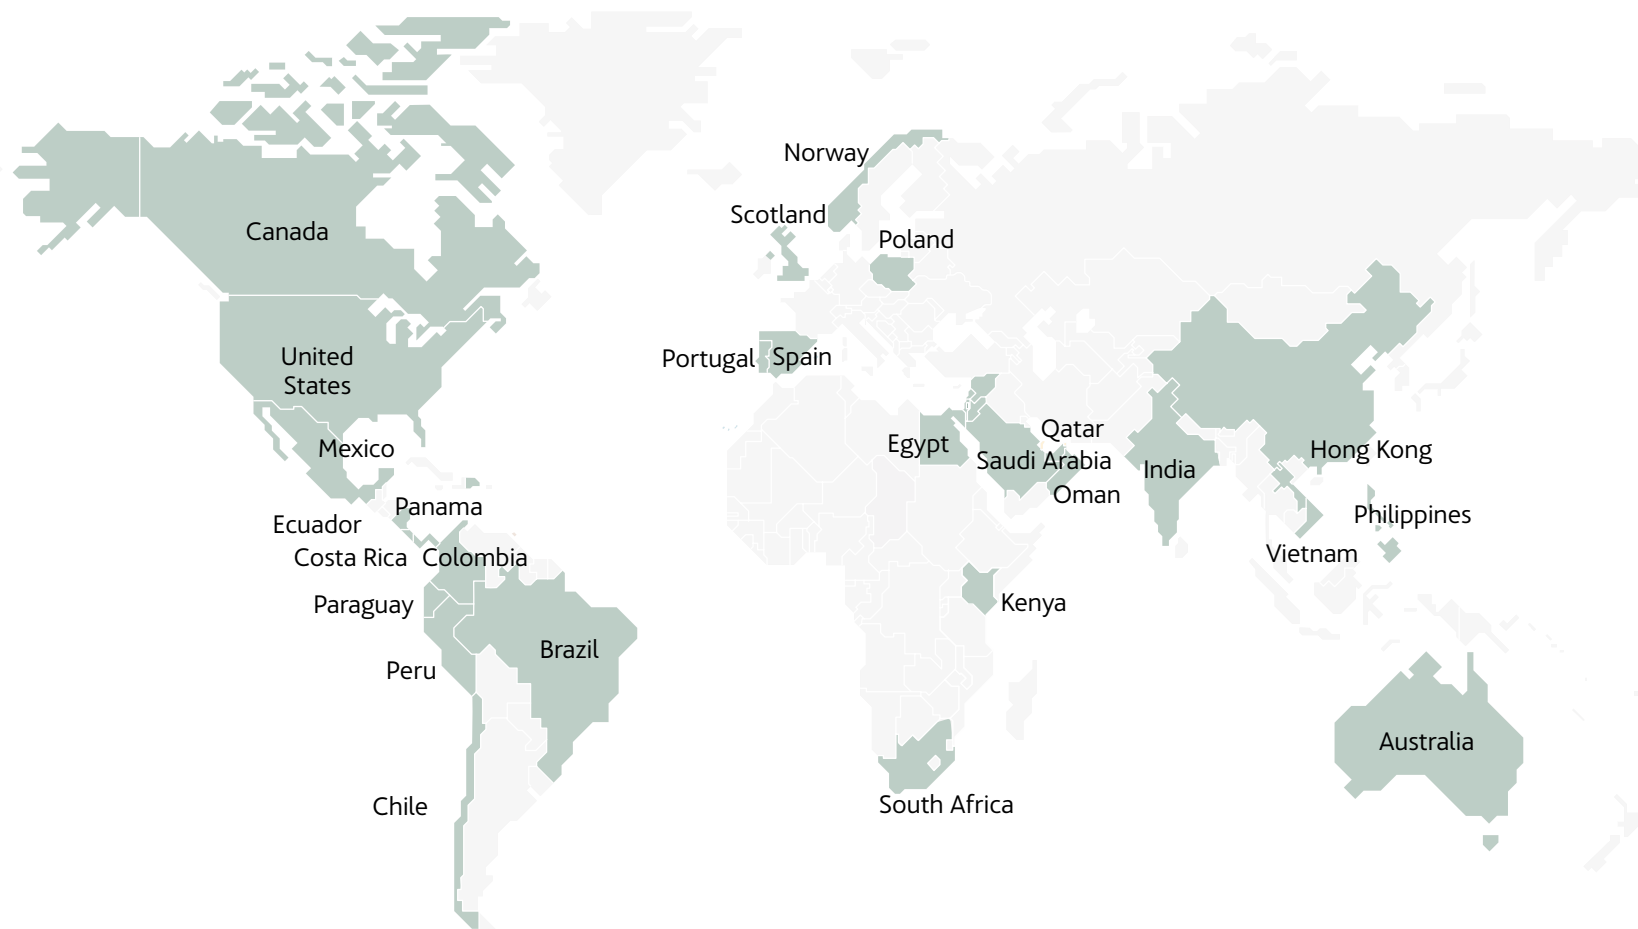 Norway
Scotland
Canada
Poland
United
States
Portugal
Spain
Mexico
Qatar
Egypt
Saudi Arabia
Hong Kong
India
Oman
Panama
Ecuador
Philippines
Costa Rica
Colombia
Vietnam
Paraguay
Kenya
Brazil
Peru
Australia
Chile
South Africa